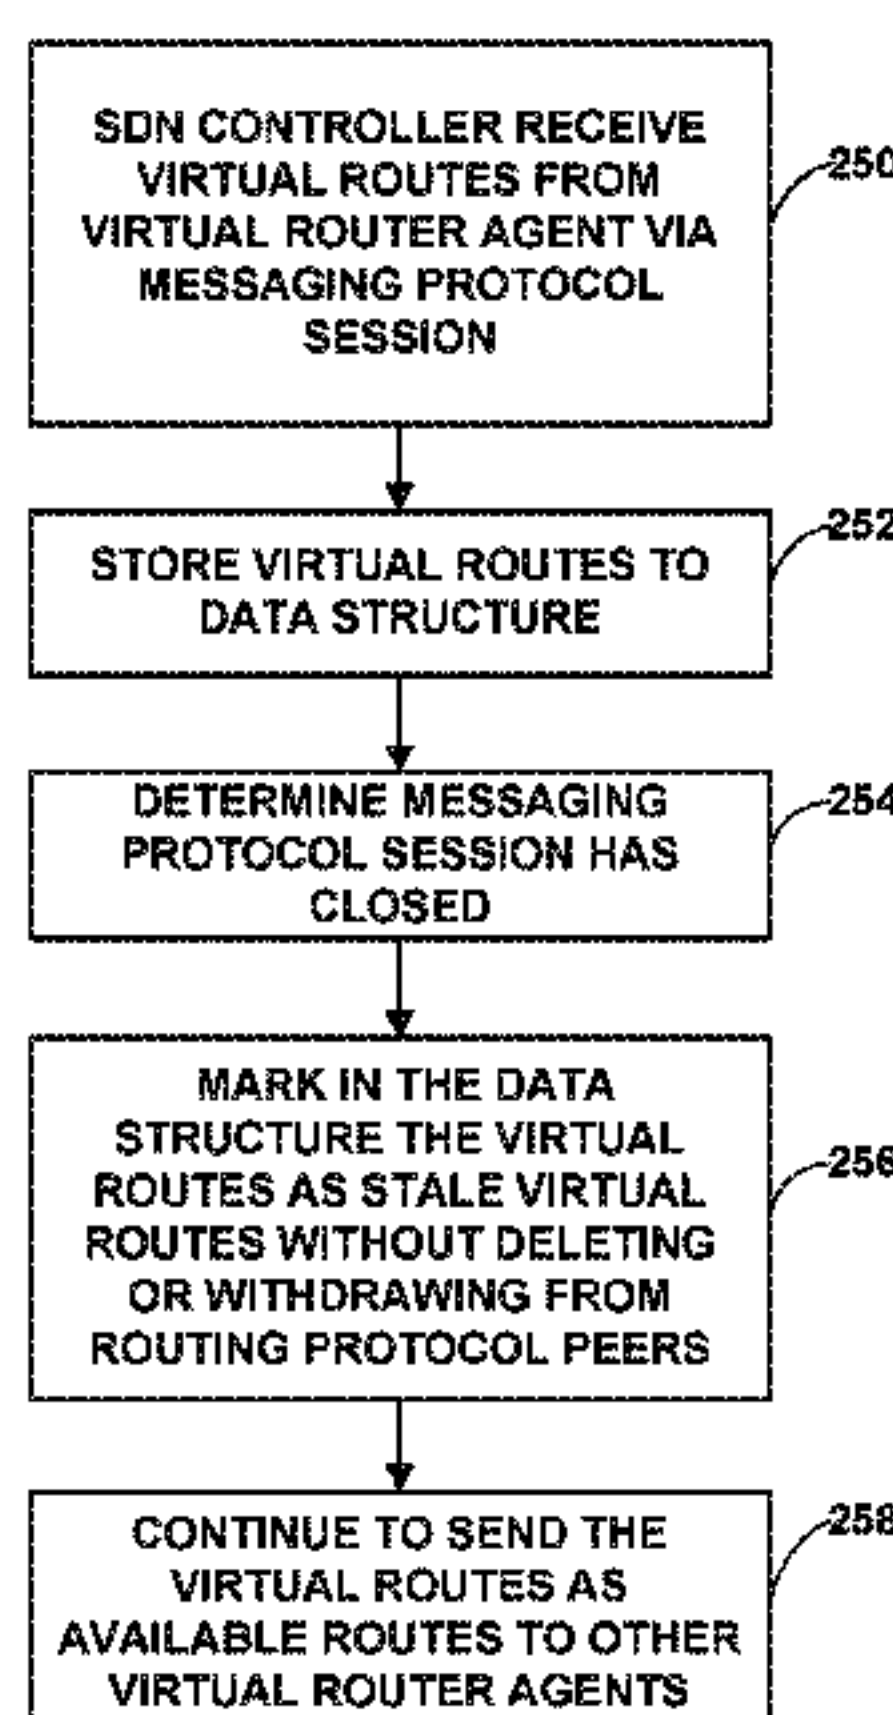 SDN CONTROLLER RECEIVE
VIRTUAL ROUTES FROM
VIRTUAL ROUTER AGENT VIA
MESSAGING PROTOCOL
SESSION
250
STORE VIRTUAL ROUTES TO
DATA STRUCTURE
252
DETERMINE MESSAGING
PROTOCOL SESSION HAS
CLOSED
254
MARK IN THE DATA
STRUCTURE THE VIRTUAL
ROUTES AS STALE VIRTUAL
ROUTES WITHOUT DELETING
OR WITHDRAWING FROM
ROUTING PROTOCOL PEERS
256
CONTINUE TO SEND THE
VIRTUAL ROUTES AS
AVAILABLE ROUTES TO OTHER
VIRTUAL ROUTER AGENTS
258